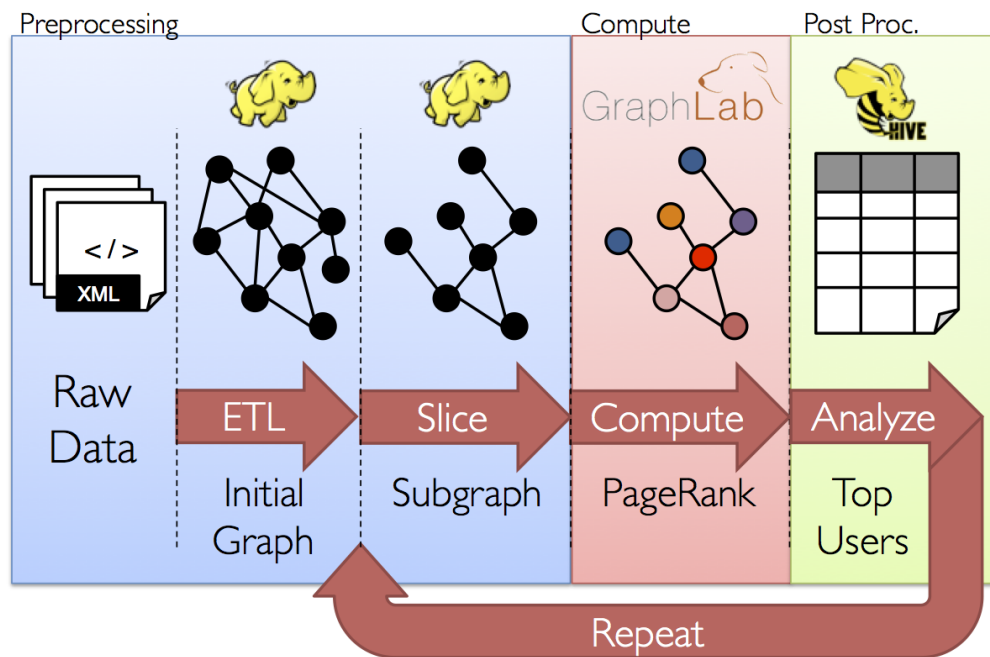 Preprocessing
Compute
Post Proc.
GraphLab
HIVE
</>
XML
Raw
Data
ETL
Slice
Compute
Analyze
Initial
Graph
Subgraph
PageRank
Top
Users
Repeat